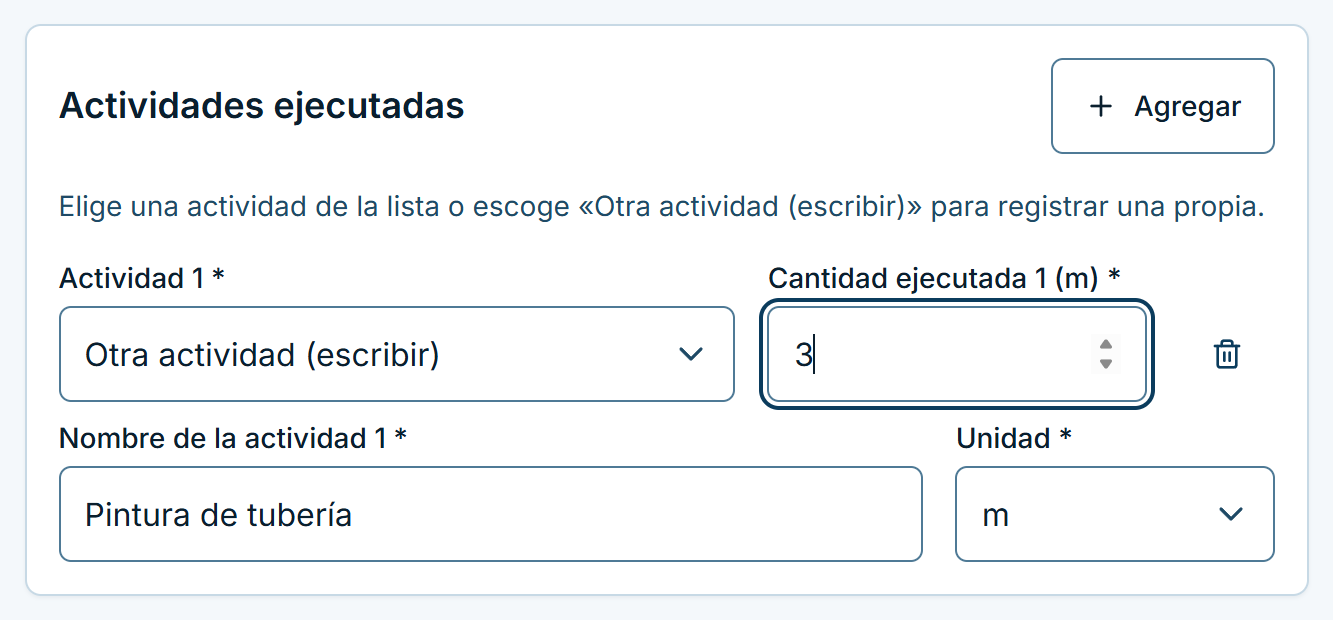 Actividades ejecutadas
+ Agregar
Elige una actividad de la lista o escoge «Otra actividad (escribir)» para registrar una propia.
Actividad 1 *
Cantidad ejecutada 1 (m) *
Otra actividad (escribir)
3
Nombre de la actividad 1 *
Unidad *
Pintura de tubería
m